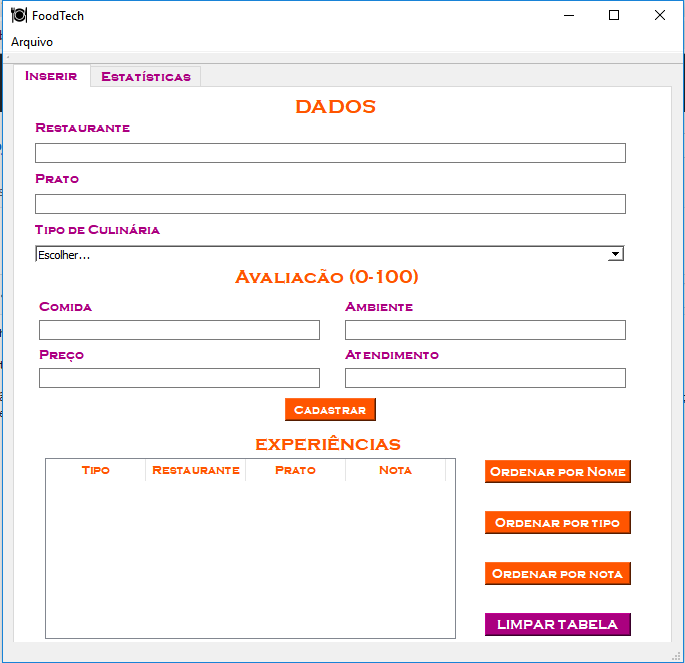 FoodTech
Arquivo
Inserir Estatísticas
DADOS
Restaurante
Prato
Tipo de Culinária
Escolher...
Avaliacão (0-100)
Comida Ambiente
Preço Atendimento
Cadastrar
EXPERIÊNCIAS
Tipo Restaurante Prato Nota
Ordenar por Nome
Ordenar por tipo
Ordenar por nota
LIMPAR TABELA